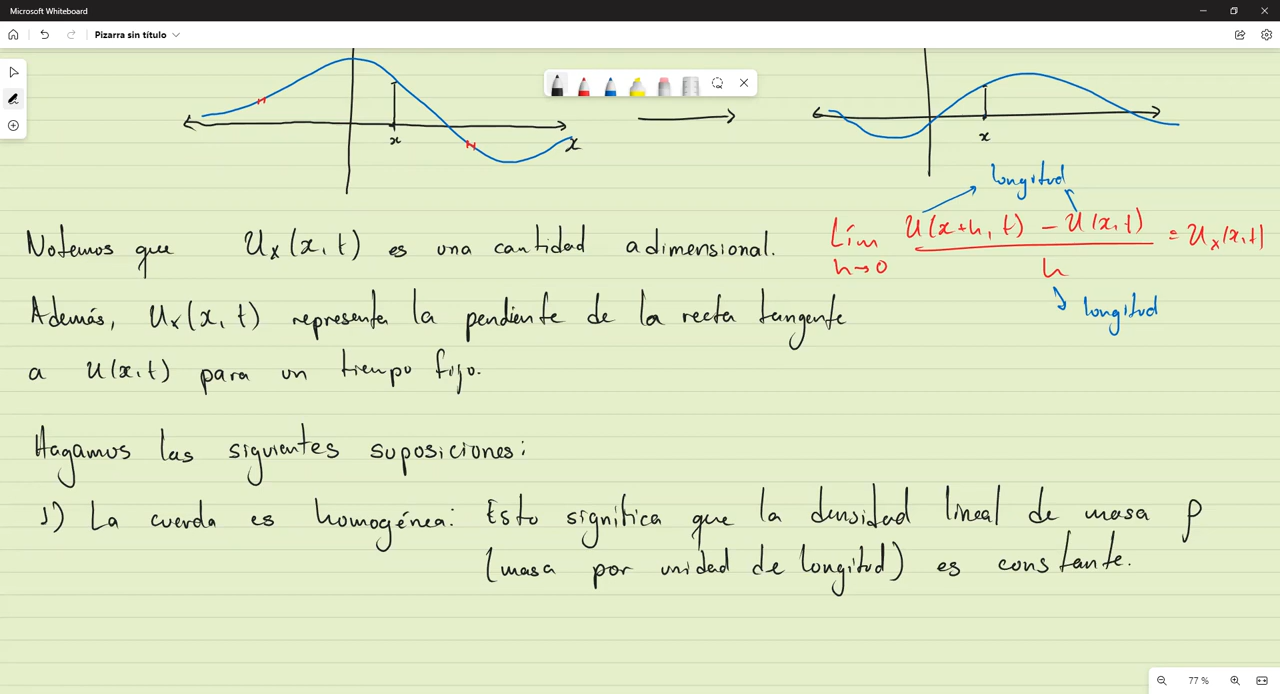 Microsoft Whiteboard
Pizarra sin título
x
x
x
longitud
Notemos que Ux(x,t) es una cantidad adimensional.
Lím h→0 U(x+h,t) - U(x,t) / h = Ux(x,t)
longitud
Además, Ux(x,t) representa la pendiente de la recta tangente
a U(x,t) para un tiempo fijo.
Hagamos las siguientes suposiciones:
1) La cuerda es homogénea: Esto significa que la densidad lineal de masa ρ
(masa por unidad de longitud) es constante.
77 %